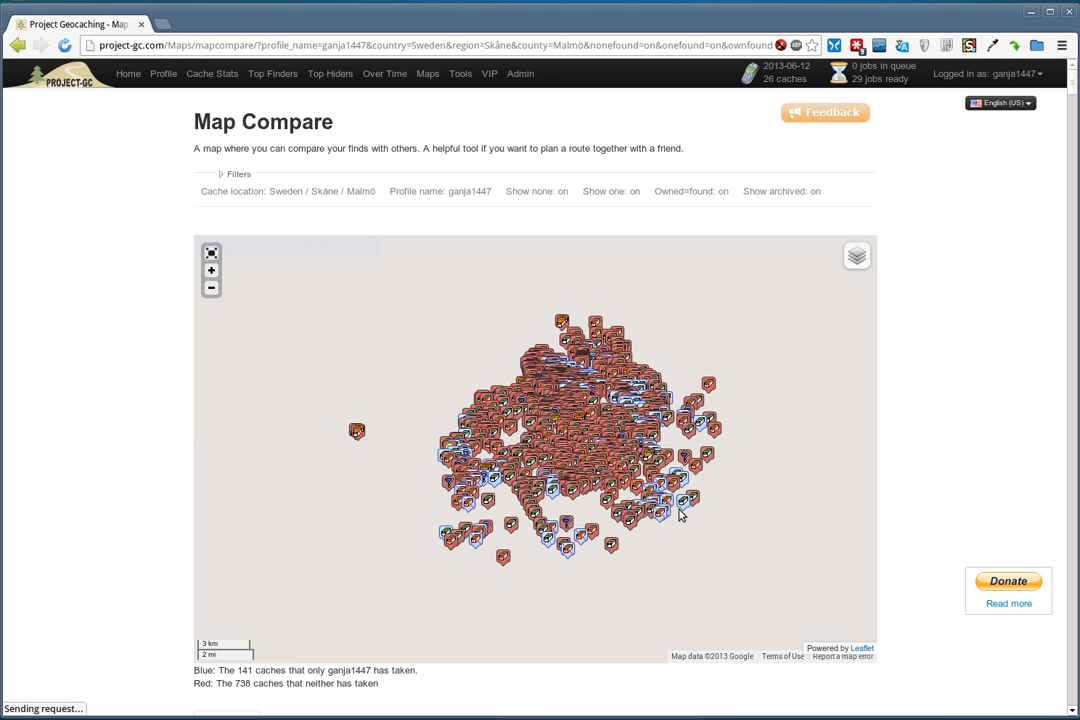 Project Geocaching - Map
project-gc.com/Maps/mapcompare/?profile_name=ganja1447&country=Sweden&region=Skåne&county=Malmö&nonefound=on&onefound=on&ownfound
PROJECT-GC
Home Profile Cache Stats Top Finders Top Hiders Over Time Maps Tools VIP Admin
2013-06-12
26 caches
0 jobs in queue
29 jobs ready
Logged in as: ganja1447
English (US)
Feedback
Map Compare
A map where you can compare your finds with others. A helpful tool if you want to plan a route together with a friend.
Filters
Cache location: Sweden / Skåne / Malmö Profile name: ganja1447 Show none: on Show one: on Owned=found: on Show archived: on
+
−
3 km
2 mi
Powered by Leaflet
Map data ©2013 Google Terms of Use Report a map error
Donate
Read more
Blue: The 141 caches that only ganja1447 has taken.
Red: The 738 caches that neither has taken
Sending request...